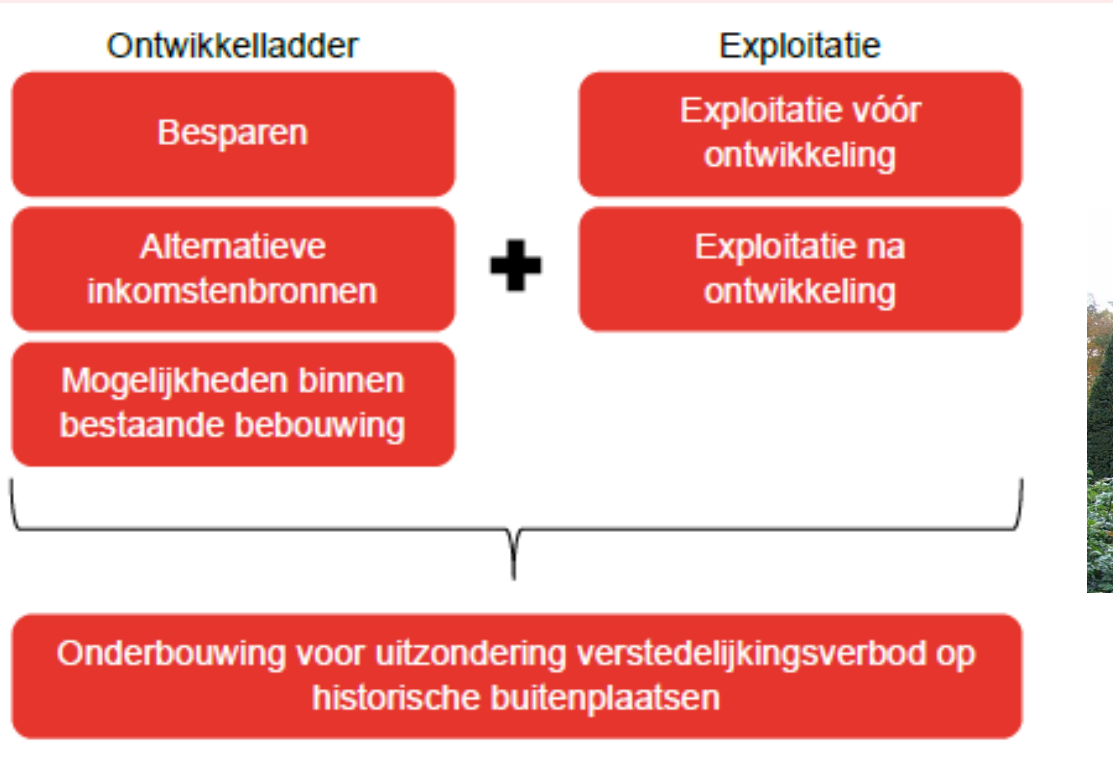 Ontwikkelladder
Besparen
Alternatieve
inkomstenbronnen
Mogelijkheden binnen
bestaande bebouwing
Exploitatie
Exploitatie vóór
ontwikkeling
Exploitatie na
ontwikkeling
Onderbouwing voor uitzondering verstedelijkingsverbod op
historische buitenplaatsen